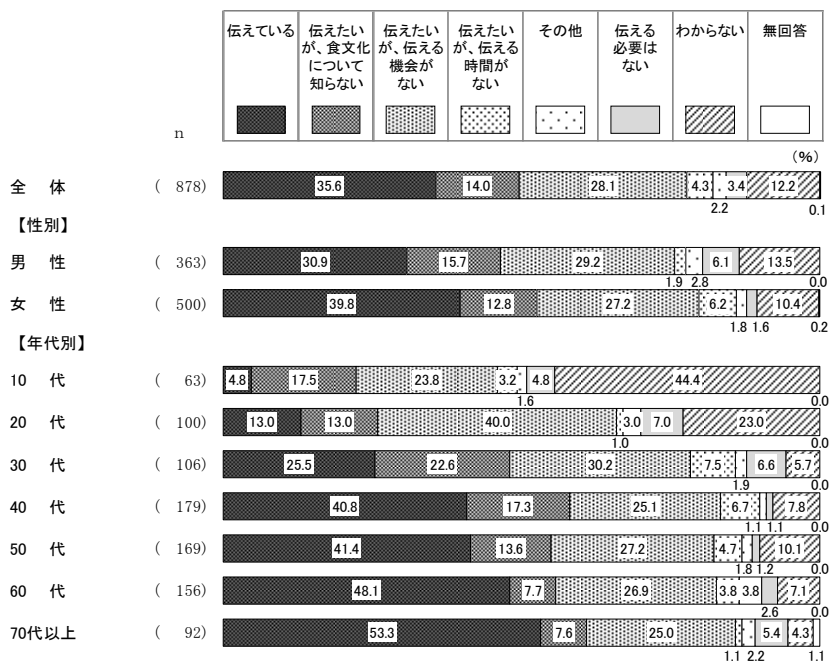 伝えている 伝えたいが、食文化について知らない 伝えたいが、伝える機会がない 伝えたいが、伝える時間がない その他 伝える必要はない わからない 無回答
n
(%)
全 体 ( 878) 35.6 14.0 28.1 4.3 2.2 3.4 12.2 0.1
【性別】
男 性 ( 363) 30.9 15.7 29.2 1.9 2.8 6.1 13.5 0.0
女 性 ( 500) 39.8 12.8 27.2 6.2 1.8 1.6 10.4 0.2
【年代別】
10 代 ( 63) 4.8 17.5 23.8 3.2 1.6 4.8 44.4 0.0
20 代 ( 100) 13.0 13.0 40.0 1.0 3.0 7.0 23.0 0.0
30 代 ( 106) 25.5 22.6 30.2 7.5 1.9 6.6 5.7 0.0
40 代 ( 179) 40.8 17.3 25.1 6.7 1.1 1.1 7.8 0.0
50 代 ( 169) 41.4 13.6 27.2 4.7 1.8 1.2 10.1 0.0
60 代 ( 156) 48.1 7.7 26.9 3.8 3.8 2.6 7.1 0.0
70代以上 ( 92) 53.3 7.6 25.0 1.1 2.2 5.4 4.3 1.1